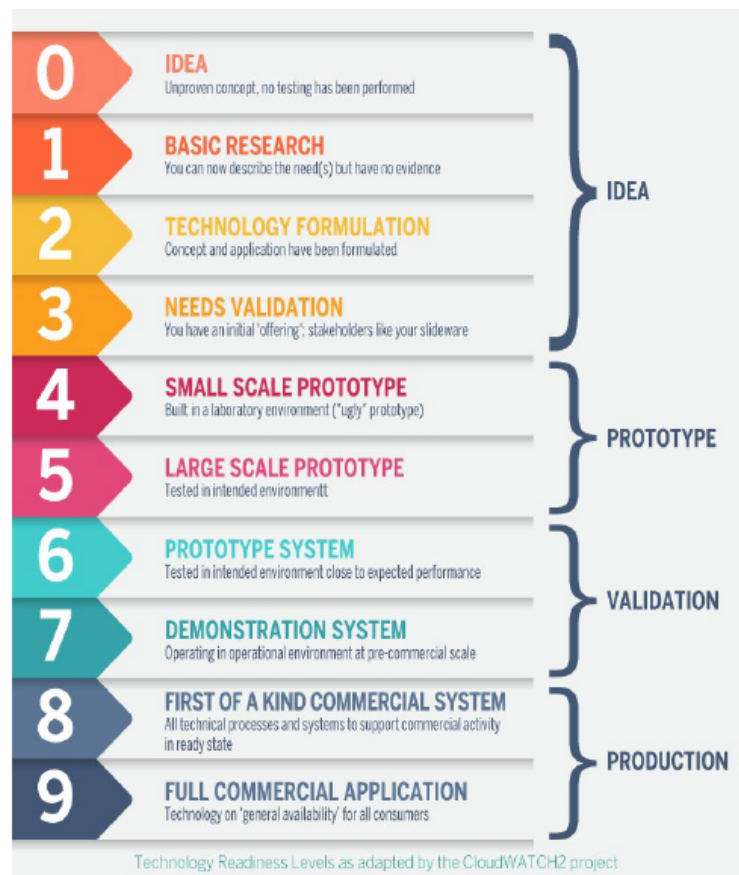 0
IDEA
Unproven concept, no testing has been performed
1
BASIC RESEARCH
You can now describe the need(s) but have no evidence
2
TECHNOLOGY FORMULATION
Concept and application have been formulated
3
NEEDS VALIDATION
You have an initial 'offering'; stakeholders like your slideware
IDEA
4
SMALL SCALE PROTOTYPE
Built in a laboratory environment ("ugly" prototype)
5
LARGE SCALE PROTOTYPE
Tested in intended environmentt
PROTOTYPE
6
PROTOTYPE SYSTEM
Tested in intended environment close to expected performance
7
DEMONSTRATION SYSTEM
Operating in operational environment at pre-commercial scale
VALIDATION
8
FIRST OF A KIND COMMERCIAL SYSTEM
All technical processes and systems to support commercial activity
in ready state
9
FULL COMMERCIAL APPLICATION
Technology on 'general availability' for all consumers
PRODUCTION
Technology Readiness Levels as adapted by the CloudWATCH2 project